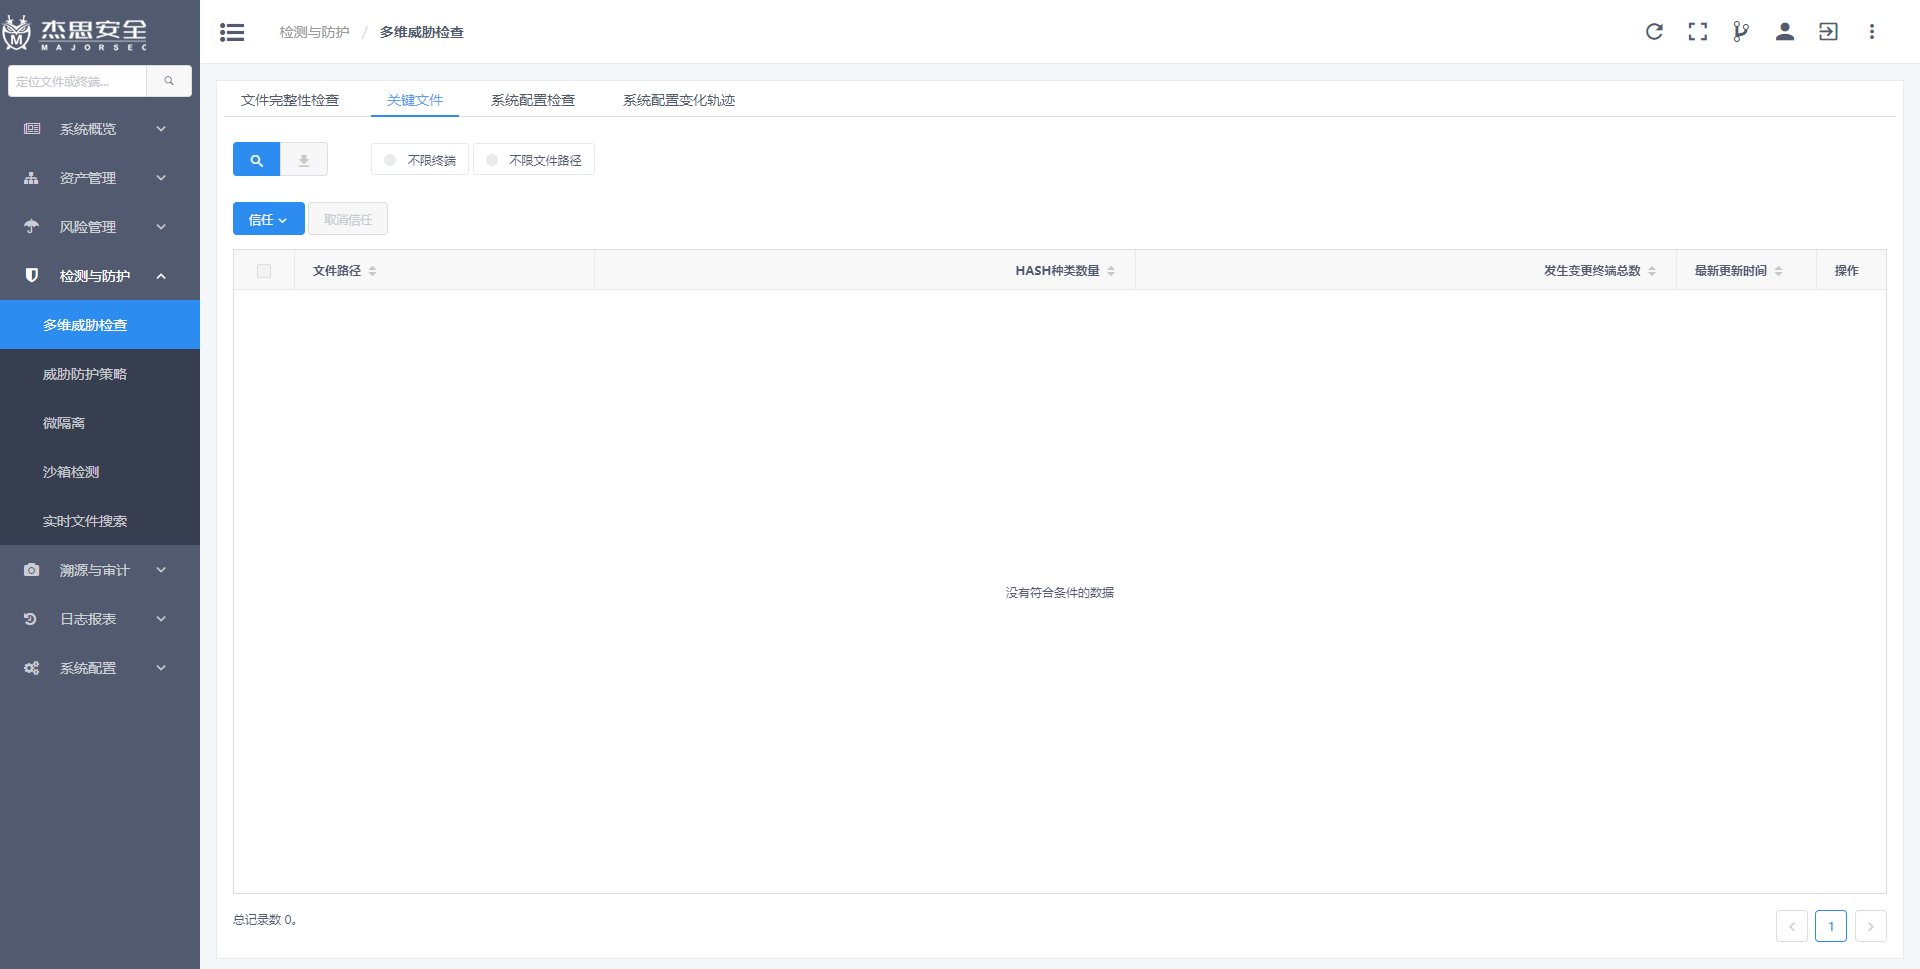 杰思安全
MAJORSEC
定位文件或终端...
系统概览
资产管理
风险管理
检测与防护
多维威胁检查
威胁防护策略
微隔离
沙箱检测
实时文件搜索
溯源与审计
日志报表
系统配置
检测与防护 / 多维威胁检查
文件完整性检查 关键文件 系统配置检查 系统配置变化轨迹
不限终端 不限文件路径
信任 取消信任
文件路径 HASH种类数量 发生变更终端总数 最新更新时间 操作
没有符合条件的数据
总记录数 0。
1